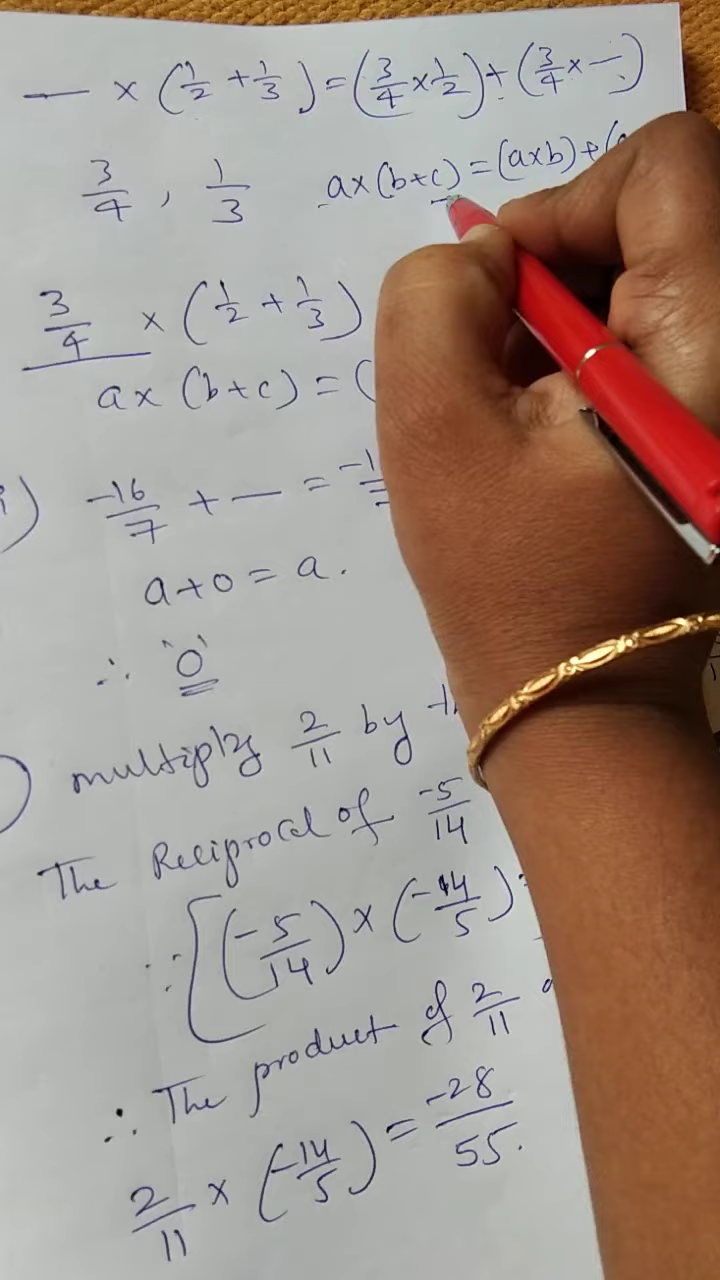 — × (1/2 + 1/3) = (3/4 × 1/2) + (3/4 × —)
3/4 , 1/3
a×(b+c) = (a×b) + (
3/4 × (1/2 + 1/3)
a× (b+c) = (
i) -16/7 + — = -1
a+0 = a.
∴ '0'
) multiply 2/11 by
The Reciprocal of -5/14
∵ [(-5/14) × (-14/5)
∴ The product of 2/11
2/11 × (-14/5) = -28/55.